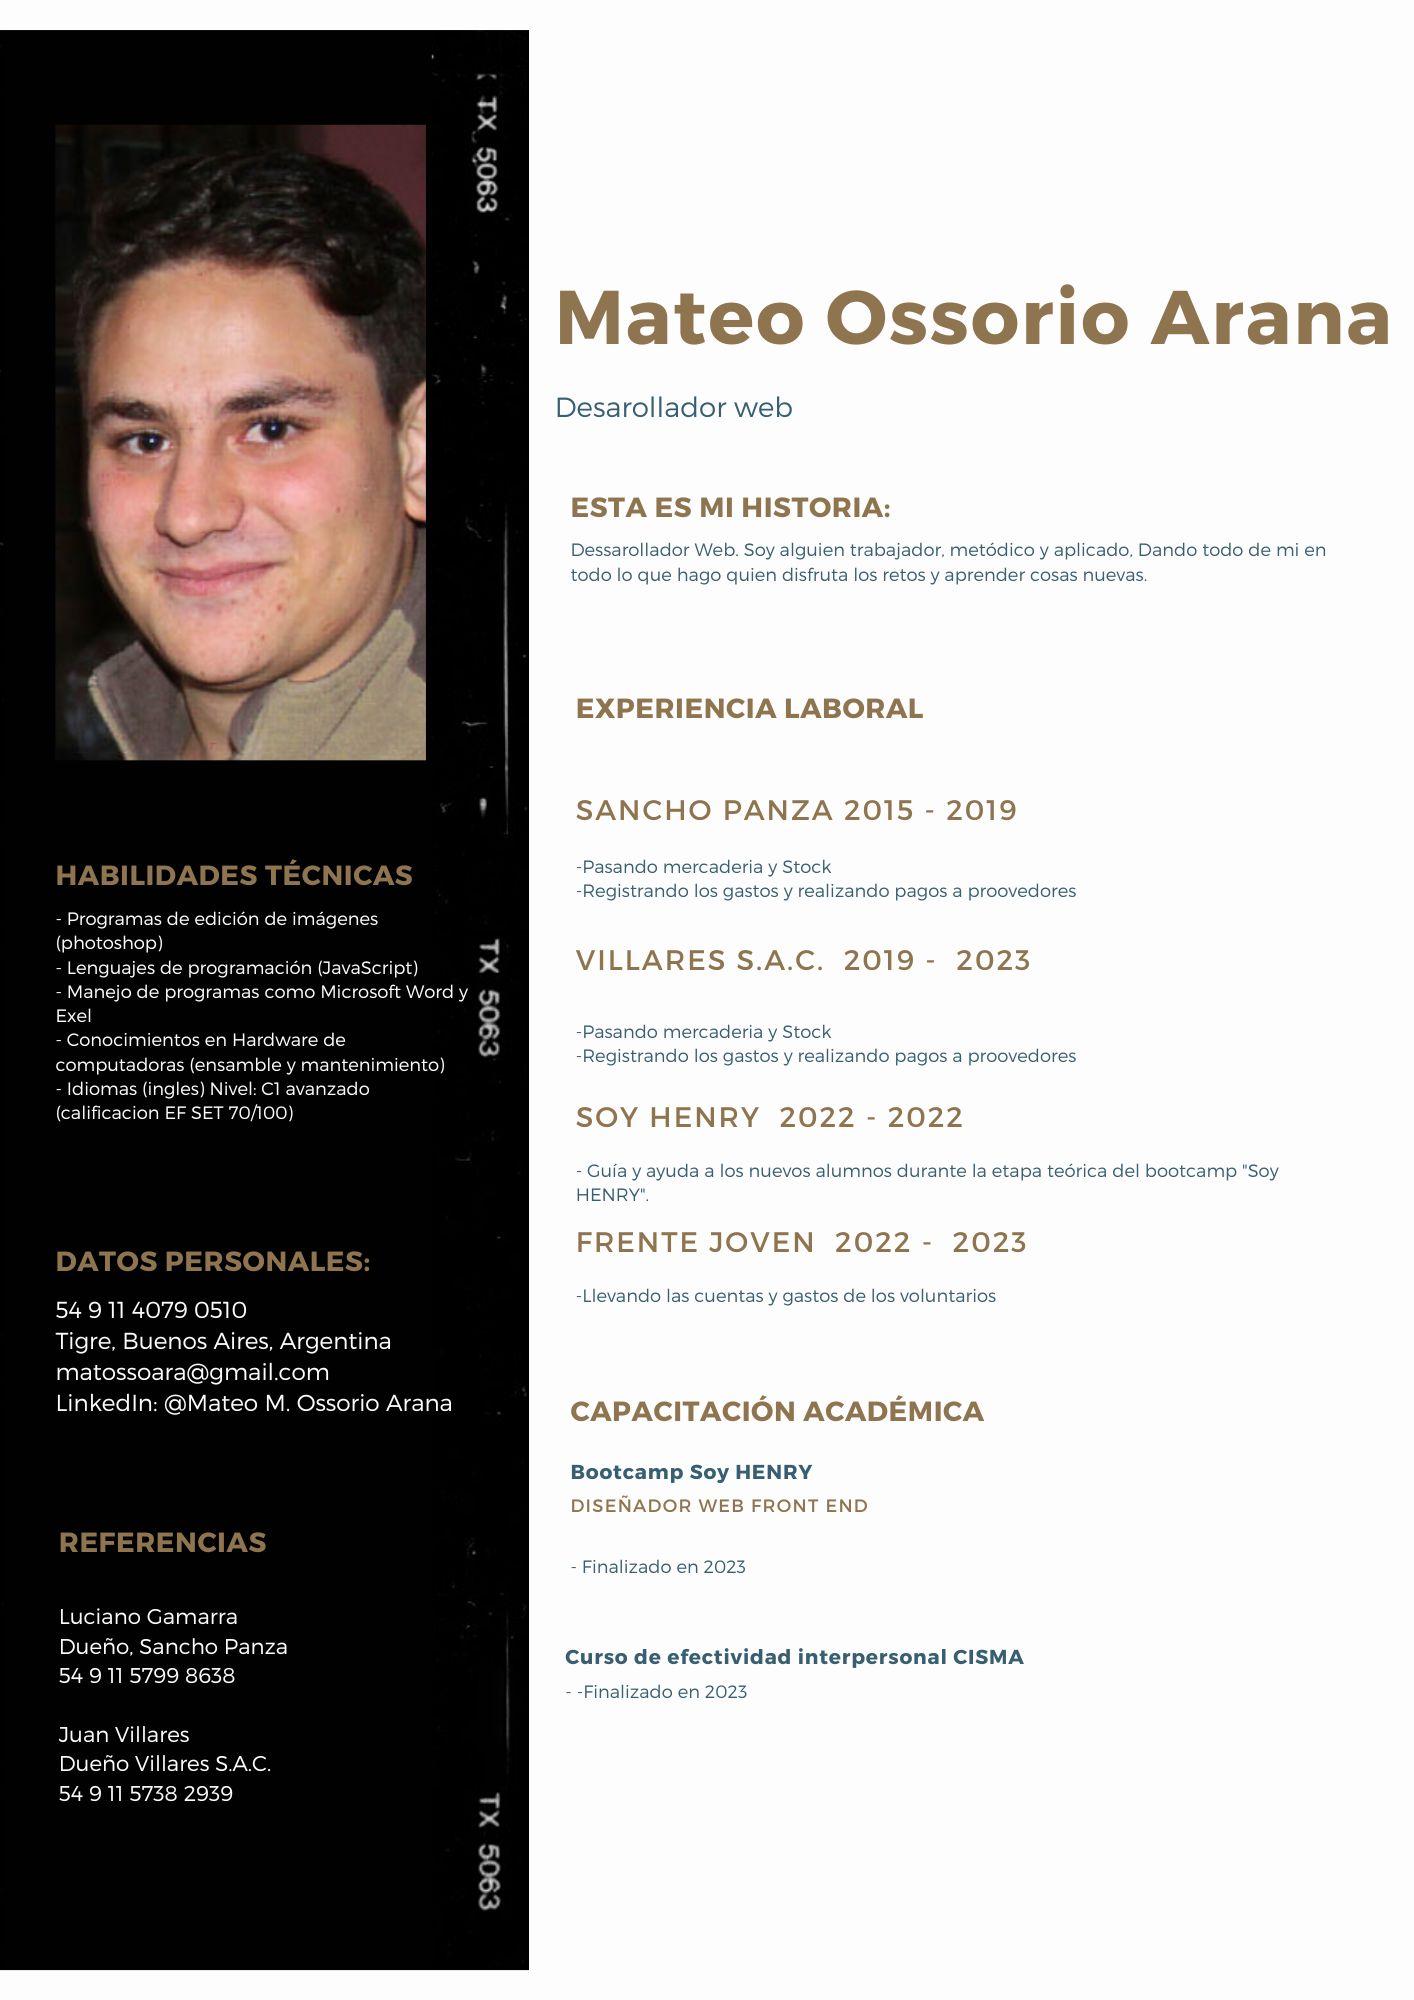 TX 5063
Mateo Ossorio Arana
Desarollador web
ESTA ES MI HISTORIA:
Dessarollador Web. Soy alguien trabajador, metódico y aplicado, Dando todo de mi en
todo lo que hago quien disfruta los retos y aprender cosas nuevas.
EXPERIENCIA LABORAL
SANCHO PANZA 2015 - 2019
-Pasando mercaderia y Stock
-Registrando los gastos y realizando pagos a proovedores
VILLARES S.A.C. 2019 - 2023
-Pasando mercaderia y Stock
-Registrando los gastos y realizando pagos a proovedores
SOY HENRY 2022 - 2022
- Guía y ayuda a los nuevos alumnos durante la etapa teórica del bootcamp "Soy
HENRY".
FRENTE JOVEN 2022 - 2023
-Llevando las cuentas y gastos de los voluntarios
CAPACITACIÓN ACADÉMICA
Bootcamp Soy HENRY
DISEÑADOR WEB FRONT END
- Finalizado en 2023
Curso de efectividad interpersonal CISMA
- -Finalizado en 2023
HABILIDADES TÉCNICAS
- Programas de edición de imágenes
(photoshop)
- Lenguajes de programación (JavaScript)
- Manejo de programas como Microsoft Word y
Exel
- Conocimientos en Hardware de
computadoras (ensamble y mantenimiento)
- Idiomas (ingles) Nivel: C1 avanzado
(calificacion EF SET 70/100)
TX 5063
DATOS PERSONALES:
54 9 11 4079 0510
Tigre, Buenos Aires, Argentina
matossoara@gmail.com
LinkedIn: @Mateo M. Ossorio Arana
REFERENCIAS
Luciano Gamarra
Dueño, Sancho Panza
54 9 11 5799 8638
Juan Villares
Dueño Villares S.A.C.
54 9 11 5738 2939
TX 5063